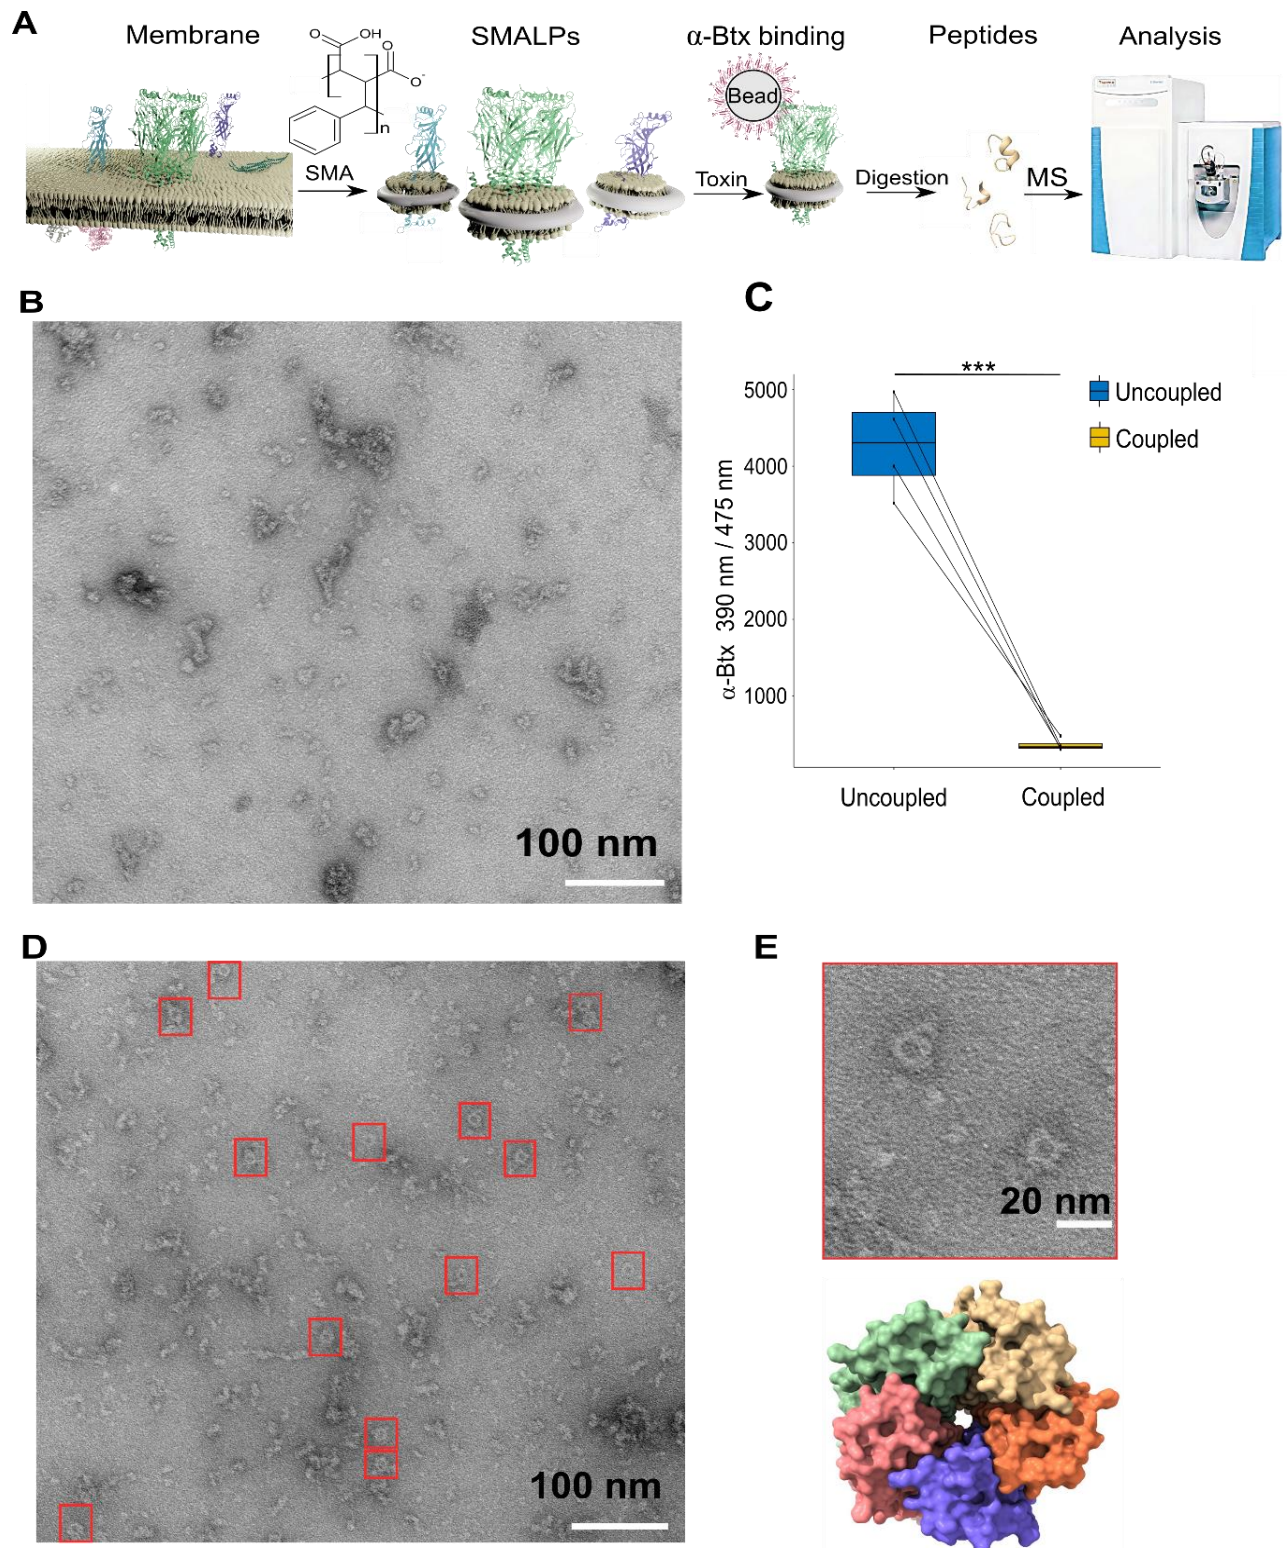 A
Membrane
SMALPs
α-Btx binding
Peptides
Analysis
O
OH
O
O-
n
SMA
Bead
Toxin
Digestion
MS
B
100 nm
C
***
5000
4000
3000
2000
1000
α-Btx 390 nm / 475 nm
Uncoupled
Coupled
Uncoupled
Coupled
D
100 nm
E
20 nm